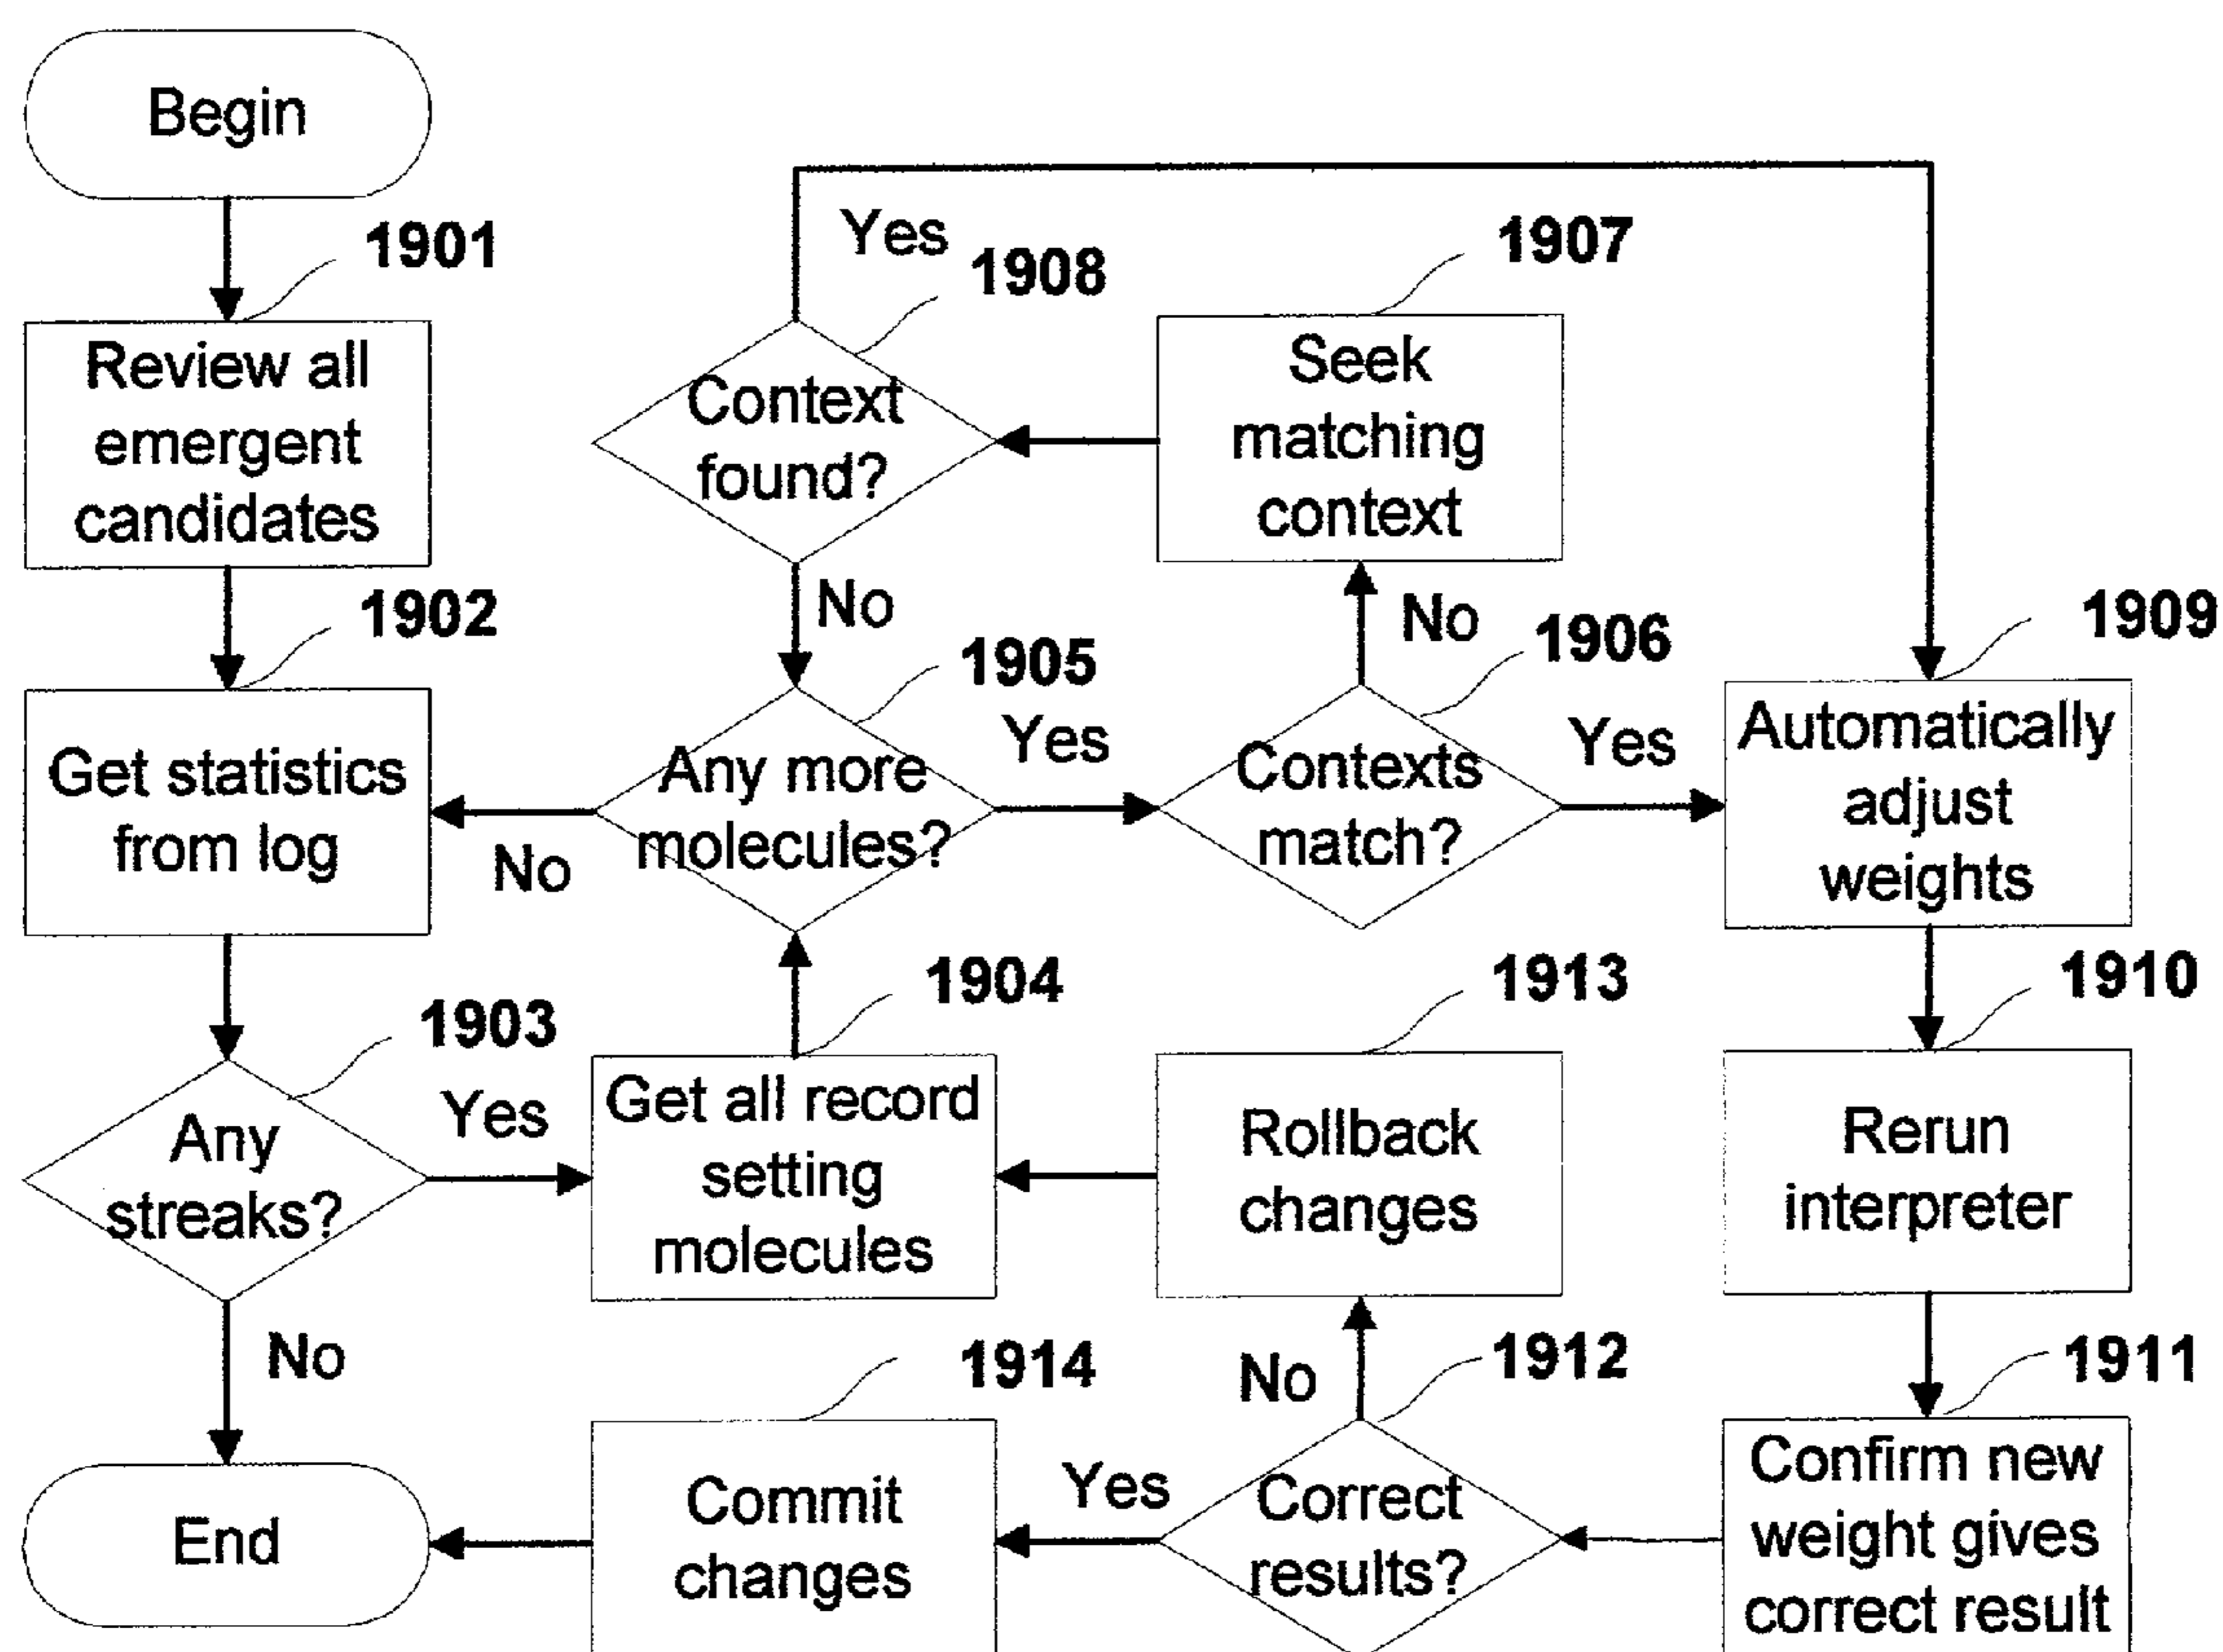 Begin
1901
Review all
emergent
candidates
1902
Get statistics
from log
1903
Any
streaks?
Yes
No
End
1904
Get all record
setting
molecules
1905
Any more
molecules?
No
Yes
1906
Contexts
match?
No
Yes
1907
Seek
matching
context
1908
Context
found?
Yes
No
1909
Automatically
adjust
weights
1910
Rerun
interpreter
1911
Confirm new
weight gives
correct result
1912
Correct
results?
No
Yes
1913
Rollback
changes
1914
Commit
changes